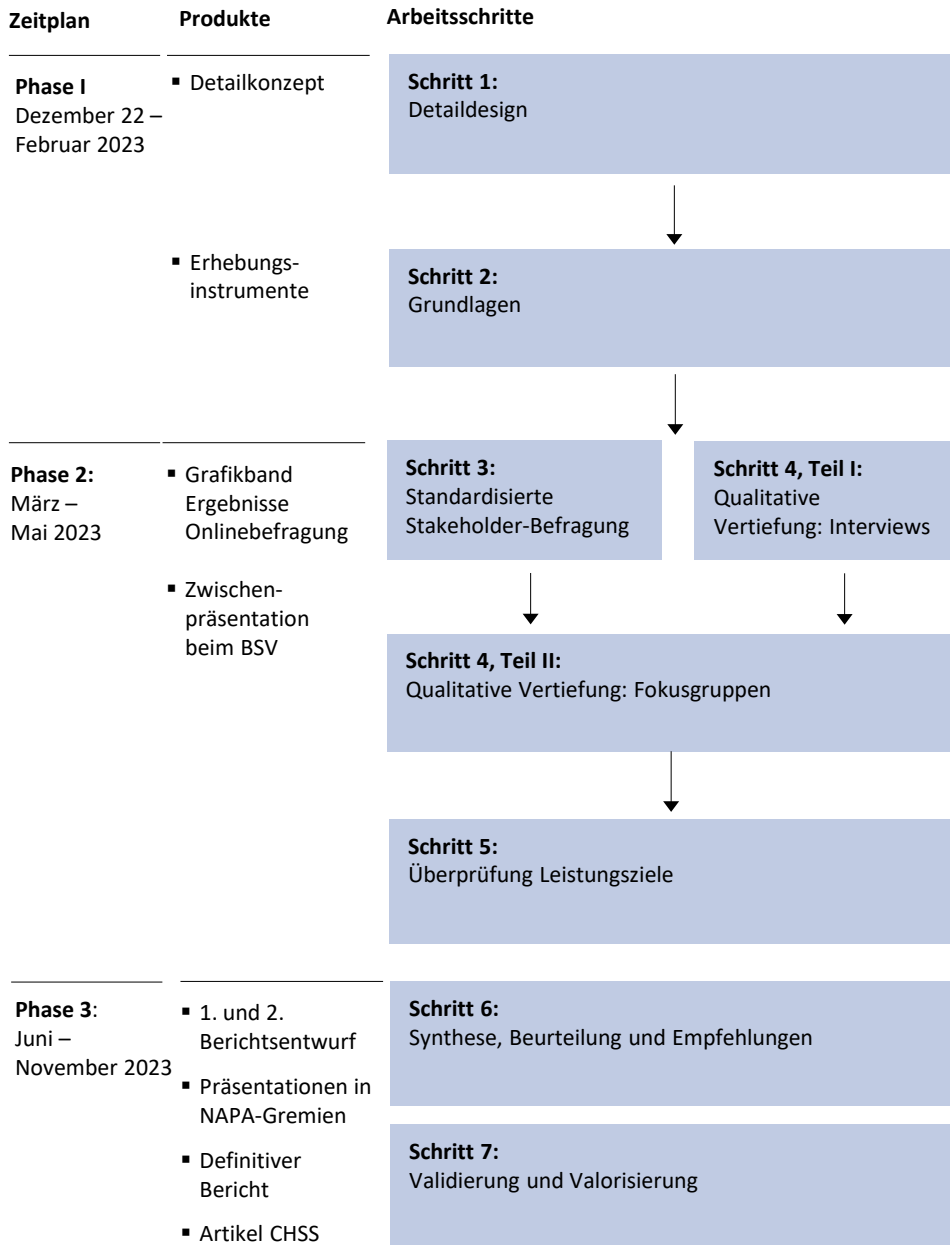 Zeitplan
Produkte
Arbeitsschritte
Phase I
Dezember 22 –
Februar 2023
▪ Detailkonzept
Schritt 1:
Detaildesign
▪ Erhebungs-
instrumente
Schritt 2:
Grundlagen
Phase 2:
März –
Mai 2023
▪ Grafikband
Ergebnisse
Onlinebefragung
▪ Zwischen-
präsentation
beim BSV
Schritt 3:
Standardisierte
Stakeholder-Befragung
Schritt 4, Teil I:
Qualitative
Vertiefung: Interviews
Schritt 4, Teil II:
Qualitative Vertiefung: Fokusgruppen
Schritt 5:
Überprüfung Leistungsziele
Phase 3:
Juni –
November 2023
▪ 1. und 2.
Berichtsentwurf
▪ Präsentationen in
NAPA-Gremien
▪ Definitiver
Bericht
▪ Artikel CHSS
Schritt 6:
Synthese, Beurteilung und Empfehlungen
Schritt 7:
Validierung und Valorisierung